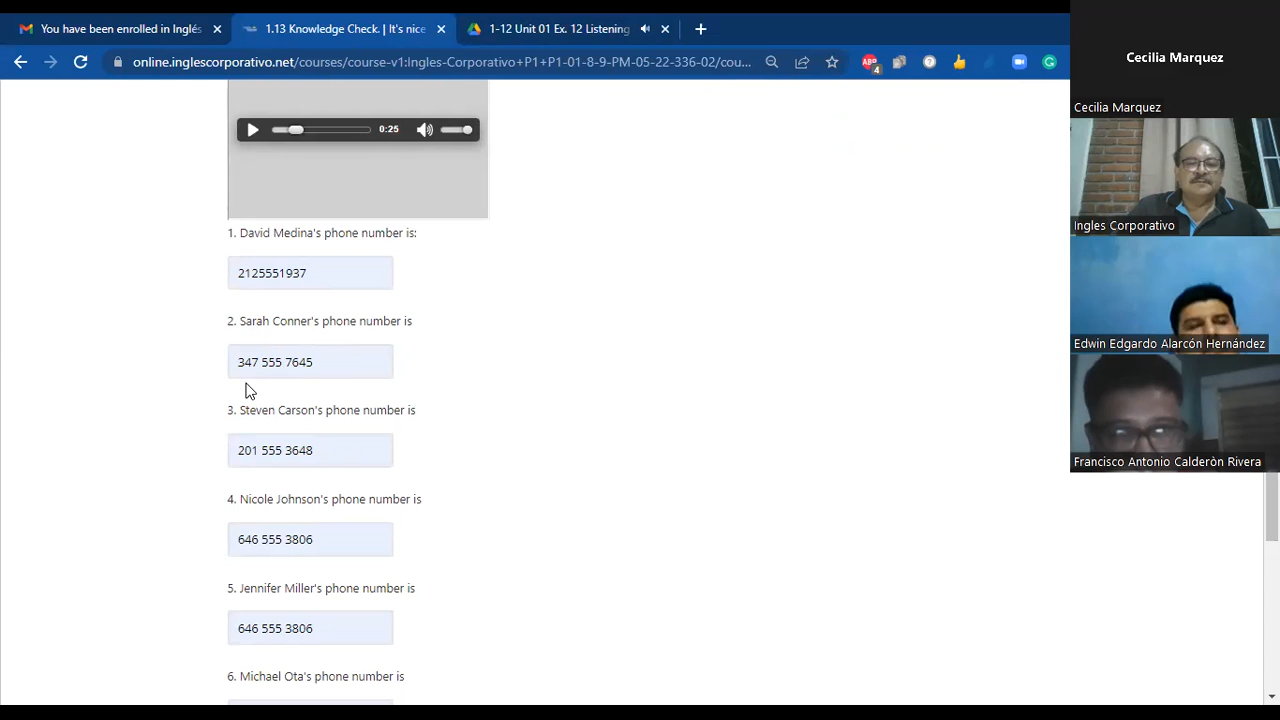 You have been enrolled in Inglés
1.13 Knowledge Check. | It's nice
1-12 Unit 01 Ex. 12 Listening
online.inglescorporativo.net/courses/course-v1:Ingles-Corporativo+P1+P1-01-8-9-PM-05-22-336-02/cou...
4
0:25
1. David Medina's phone number is:
2125551937
2. Sarah Conner's phone number is
347 555 7645
3. Steven Carson's phone number is
201 555 3648
4. Nicole Johnson's phone number is
646 555 3806
5. Jennifer Miller's phone number is
646 555 3806
6. Michael Ota's phone number is
Cecilia Marquez
Cecilia Marquez
Ingles Corporativo
Edwin Edgardo Alarcón Hernández
Francisco Antonio Calderòn Rivera